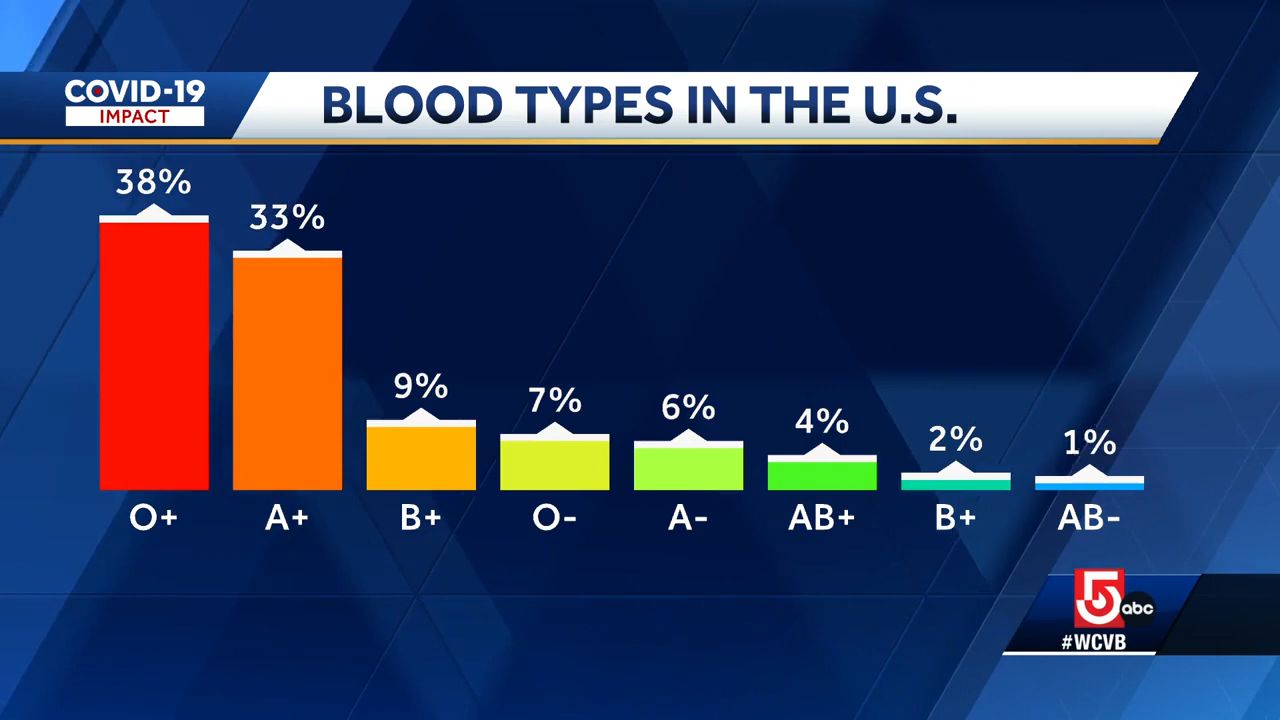 COVID-19
IMPACT
BLOOD TYPES IN THE U.S.
38%
33%
9%
7%
6%
4%
2%
1%
O+
A+
B+
O-
A-
AB+
B+
AB-
5
abc
#WCVB